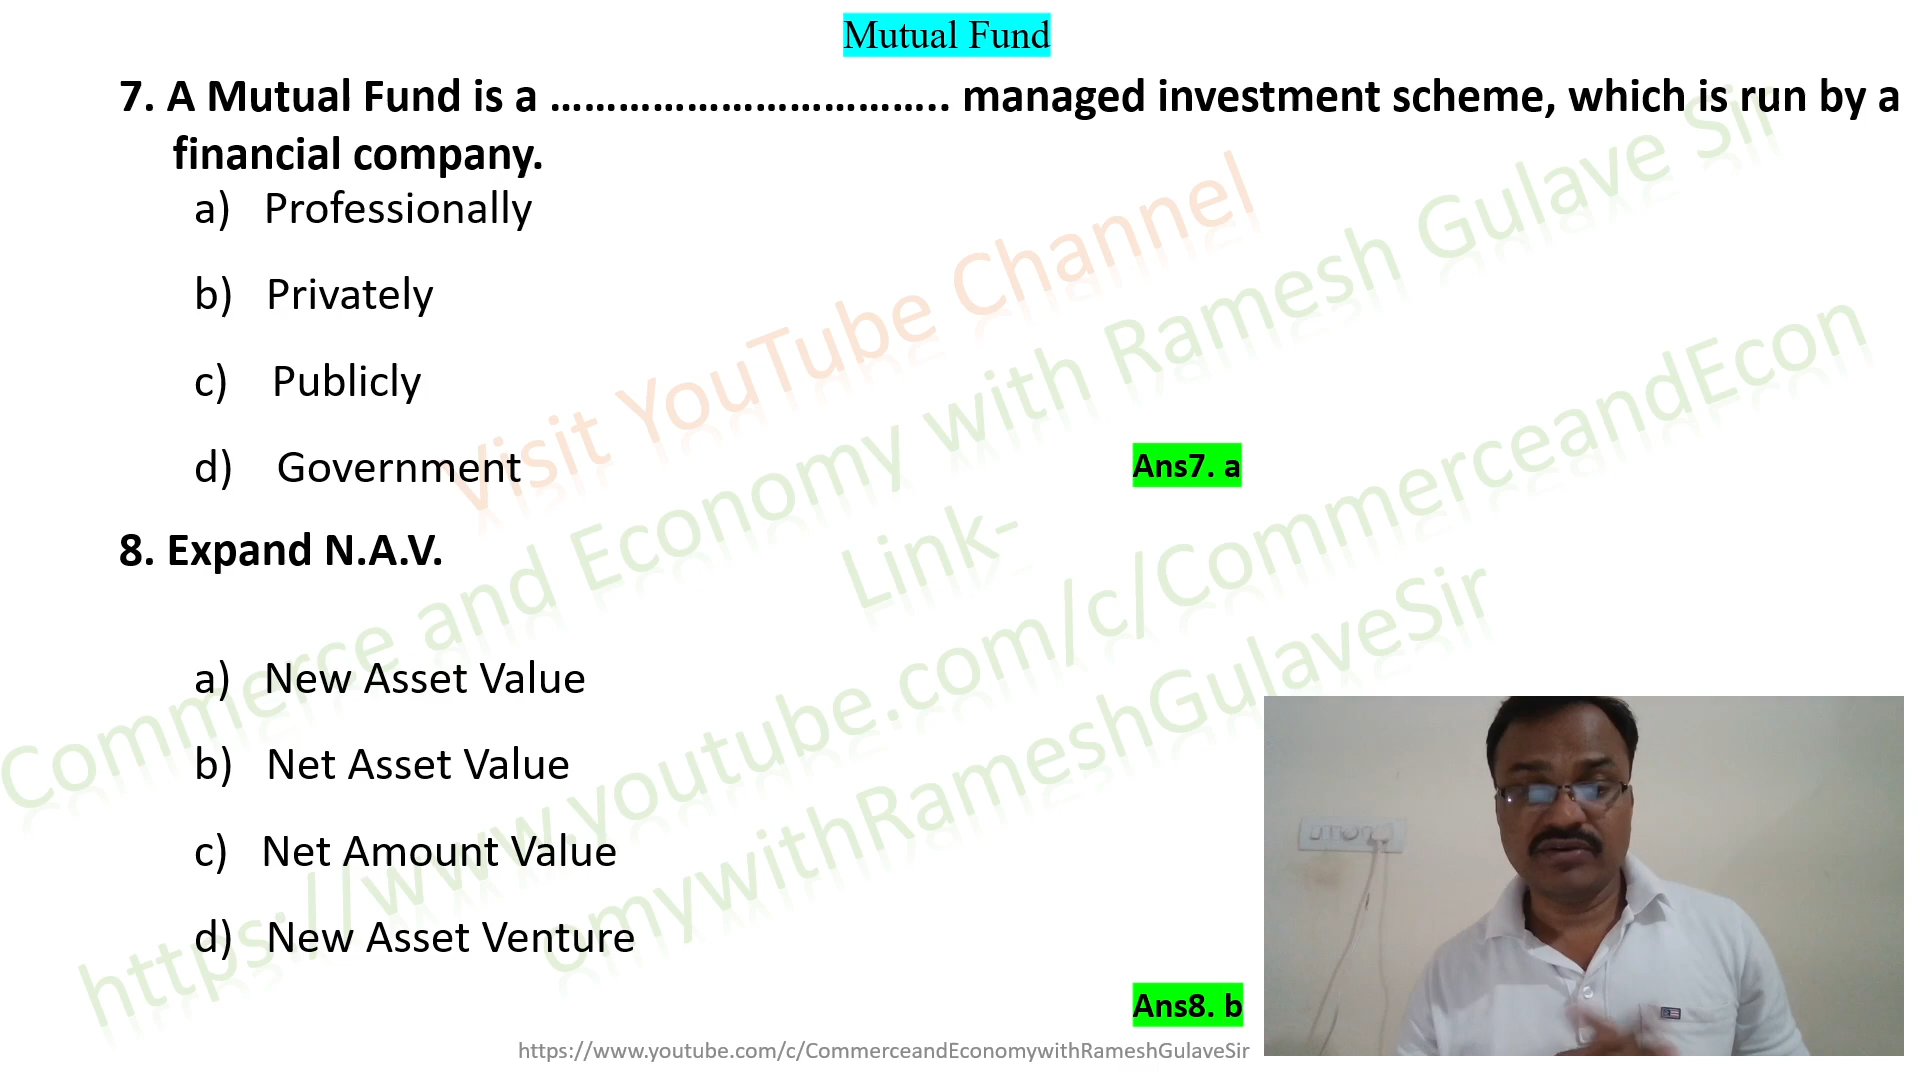 Mutual Fund
7. A Mutual Fund is a …………………………….. managed investment scheme, which is run by a
financial company.
a) Professionally
b) Privately
c) Publicly
d) Government
Ans7. a
8. Expand N.A.V.
a) New Asset Value
b) Net Asset Value
c) Net Amount Value
d) New Asset Venture
Ans8. b
https://www.youtube.com/c/CommerceandEconomywithRameshGulaveSir
Visit YouTube Channel
Commerce and Economy with Ramesh Gulave Sir
Link-
https://www.youtube.com/c/CommerceandEcon
omywithRameshGulaveSir